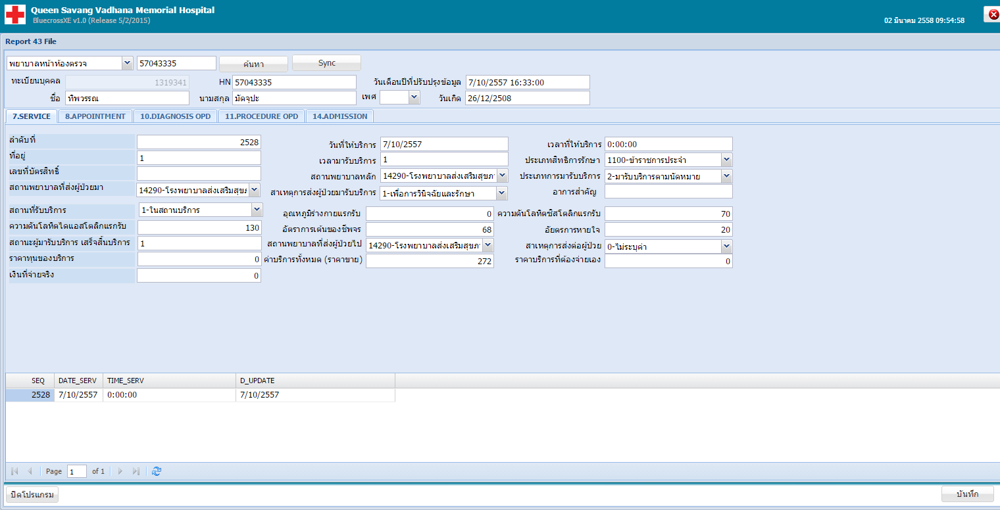 Queen Savang Vadhana Memorial Hospital
BluecrossXE v1.0 (Release 5/2/2015)
02 มีนาคม 2558 09:54:58
Report 43 File
พยาบาลหน้าห้องตรวจ 57043335 ค้นหา Sync
ทะเบียนบุคคล 1319341 HN 57043335 วันเดือนปีที่ปรับปรุงข้อมูล 7/10/2557 16:33:00
ชื่อ ทิพวรรณ นามสกุล มัดจุปะ เพศ วันเกิด 26/12/2508
7.SERVICE 8.APPOINTMENT 10.DIAGNOSIS OPD 11.PROCEDURE OPD 14.ADMISSION
ลำดับที่ 2528 วันที่ให้บริการ 7/10/2557 เวลาที่ให้บริการ 0:00:00
ที่อยู่ 1 เวลามารับบริการ 1 ประเภทสิทธิการรักษา 1100-ข้าราชการประจำ
เลขที่บัตรสิทธิ์ สถานพยาบาลหลัก 14290-โรงพยาบาลส่งเสริมสุขภ ประเภทการมารับบริการ 2-มารับบริการตามนัดหมาย
สถานพยาบาลที่ส่งผู้ป่วยมา 14290-โรงพยาบาลส่งเสริมสุขภ สาเหตุการส่งผู้ป่วยมารับบริการ 1-เพื่อการวินิจฉัยและรักษา อาการสำคัญ
สถานที่รับบริการ 1-ในสถานบริการ อุณหภูมิร่างกายแรกรับ 0 ความดันโลหิตซิสโตลิกแรกรับ 70
ความดันโลหิตไดแอสโตลิกแรกรับ 130 อัตราการเต้นของชีพจร 68 อัยตรการหายใจ 20
สถานะผู้มารับบริการ เสร็จสิ้นบริการ 1 สถานพยาบาลที่ส่งผู้ป่วยไป 14290-โรงพยาบาลส่งเสริมสุขภา สาเหตุการส่งต่อผู้ป่วย 0-ไม่ระบุค่า
ราคาทุนของบริการ 0 ค่าบริการทั้งหมด (ราคาขาย) 272 ราคาบริการที่ต้องจ่ายเอง 0
เงินที่จ่ายจริง 0
SEQ DATE_SERV TIME_SERV D_UPDATE
2528 7/10/2557 0:00:00 7/10/2557
Page 1 of 1
ปิดโปรแกรม บันทึก